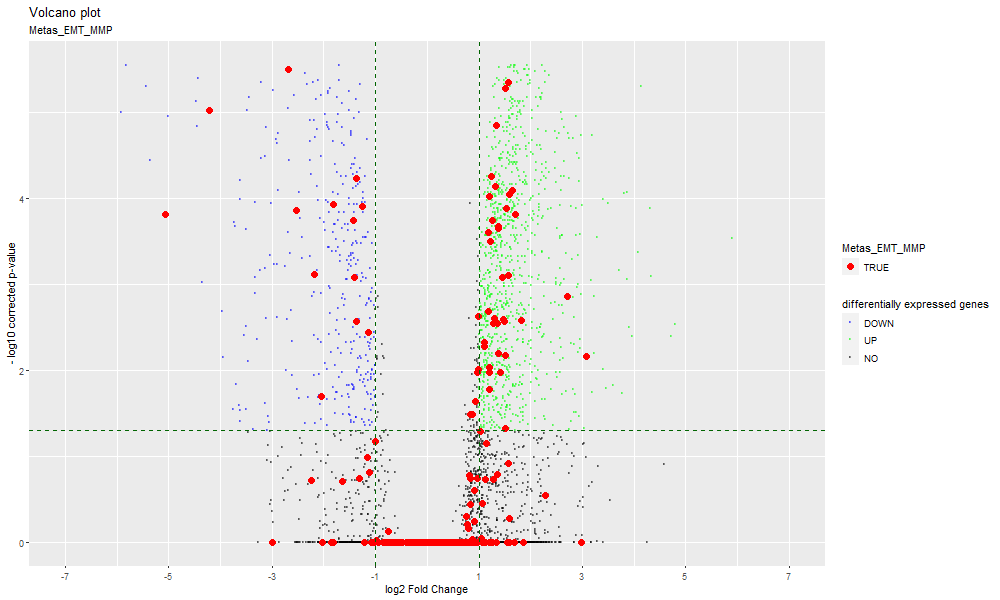 Volcano plot
Metas_EMT_MMP
- log10 corrected p-value
4
2
0
-7
-5
-3
-1
1
3
5
7
log2 Fold Change
Metas_EMT_MMP
TRUE
differentially expressed genes
DOWN
UP
NO